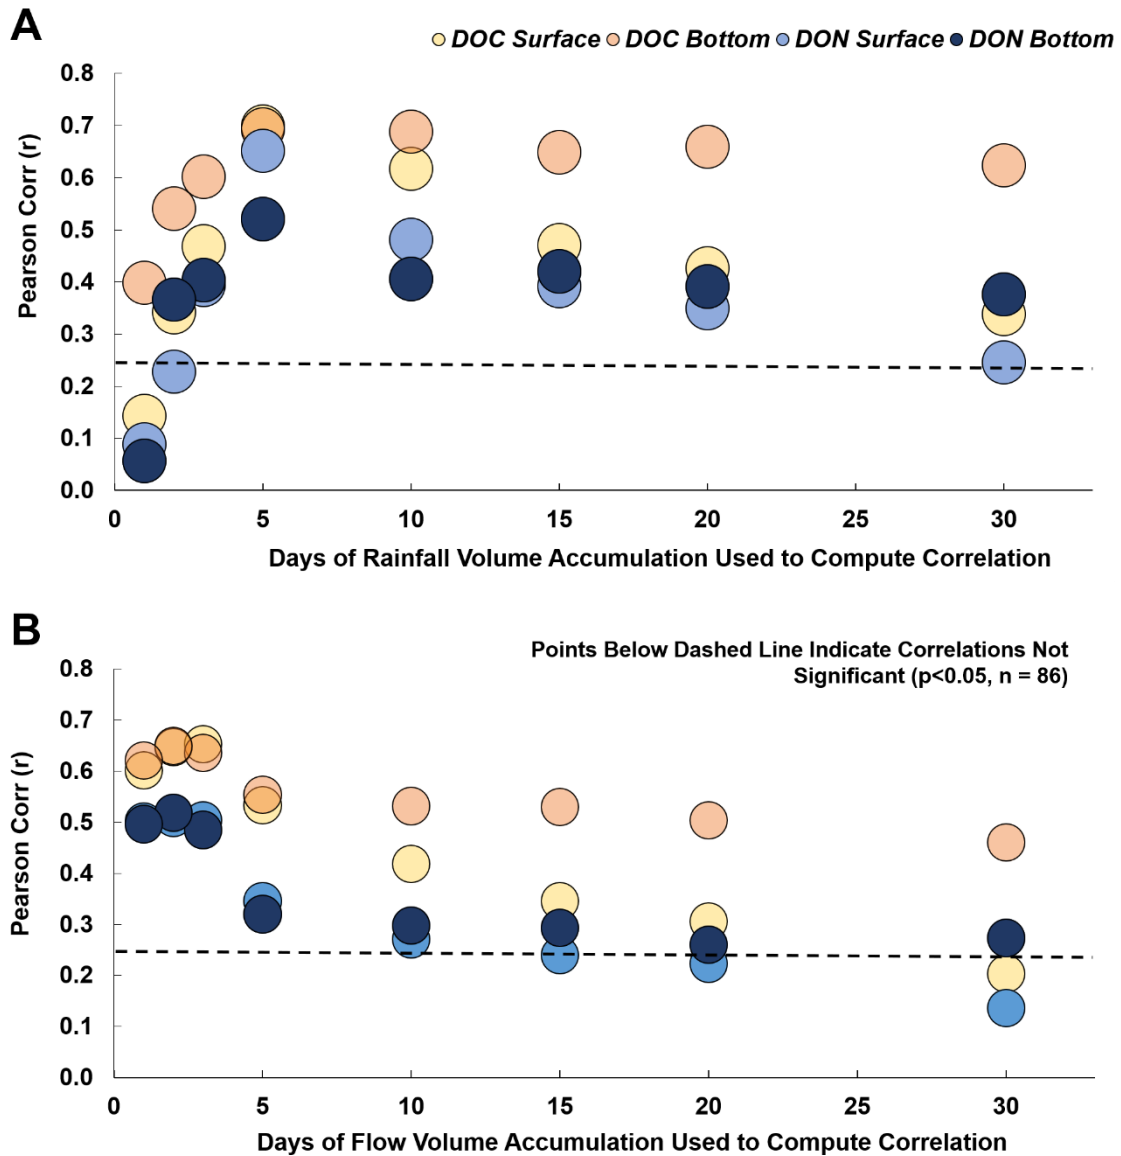 A
DOC Surface DOC Bottom DON Surface DON Bottom
0.8
0.7
0.6
0.5
0.4
0.3
0.2
0.1
0.0
Pearson Corr (r)
0 5 10 15 20 25 30
Days of Rainfall Volume Accumulation Used to Compute Correlation
B
Points Below Dashed Line Indicate Correlations Not
Significant (p<0.05, n = 86)
0.8
0.7
0.6
0.5
0.4
0.3
0.2
0.1
0.0
Pearson Corr (r)
0 5 10 15 20 25 30
Days of Flow Volume Accumulation Used to Compute Correlation